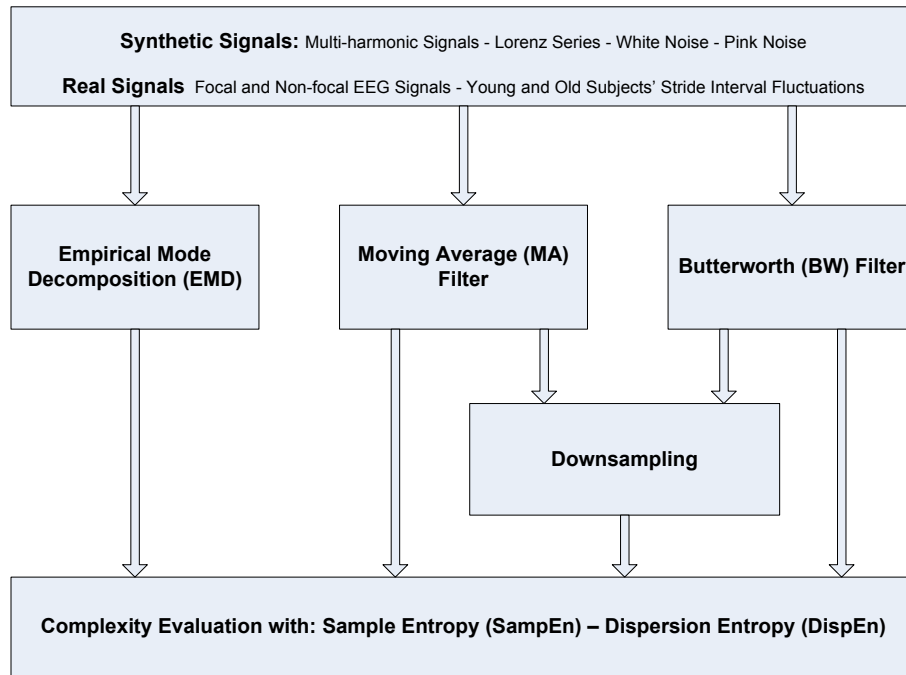 Synthetic Signals: Multi-harmonic Signals - Lorenz Series - White Noise - Pink Noise
Real Signals Focal and Non-focal EEG Signals - Young and Old Subjects' Stride Interval Fluctuations
Empirical Mode
Decomposition (EMD)
Moving Average (MA)
Filter
Butterworth (BW) Filter
Downsampling
Complexity Evaluation with: Sample Entropy (SampEn) – Dispersion Entropy (DispEn)